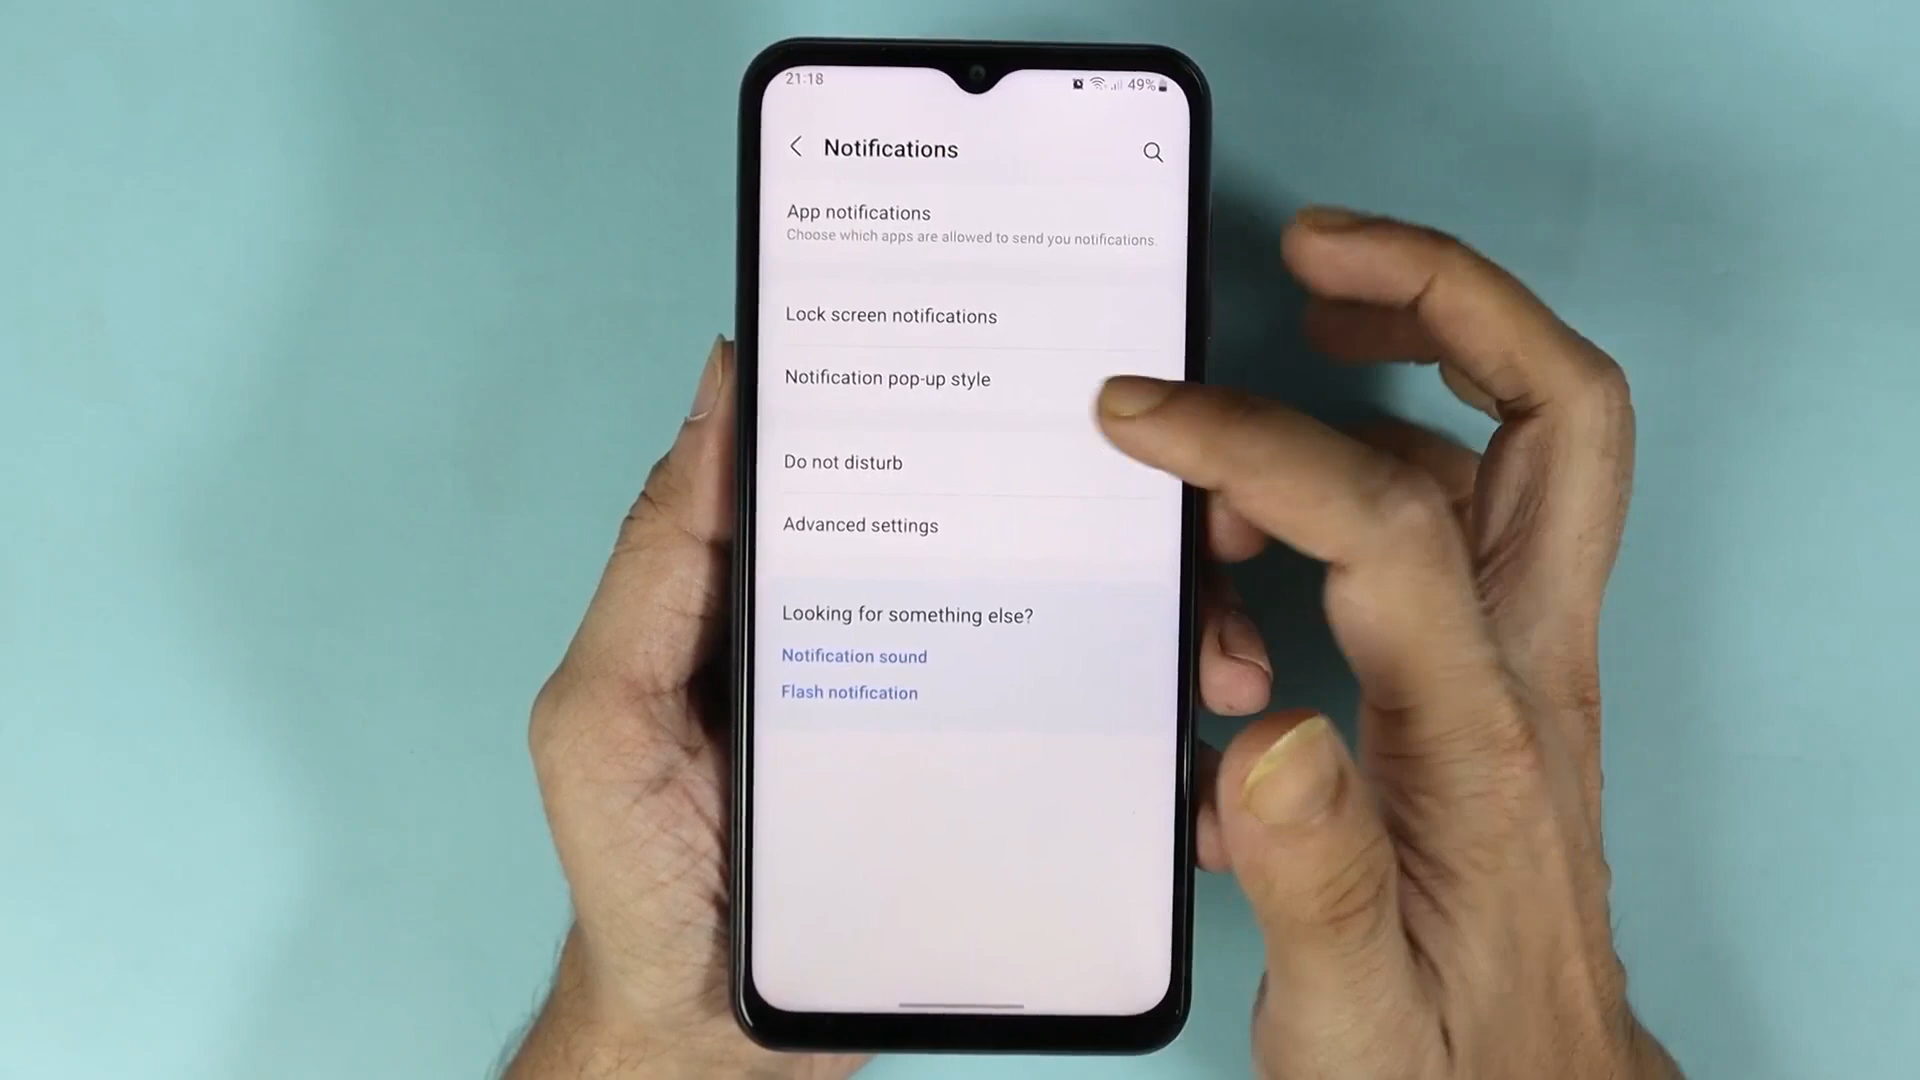 21:18
49%
Notifications
App notifications
Choose which apps are allowed to send you notifications.
Lock screen notifications
Notification pop-up style
Do not disturb
Advanced settings
Looking for something else?
Notification sound
Flash notification